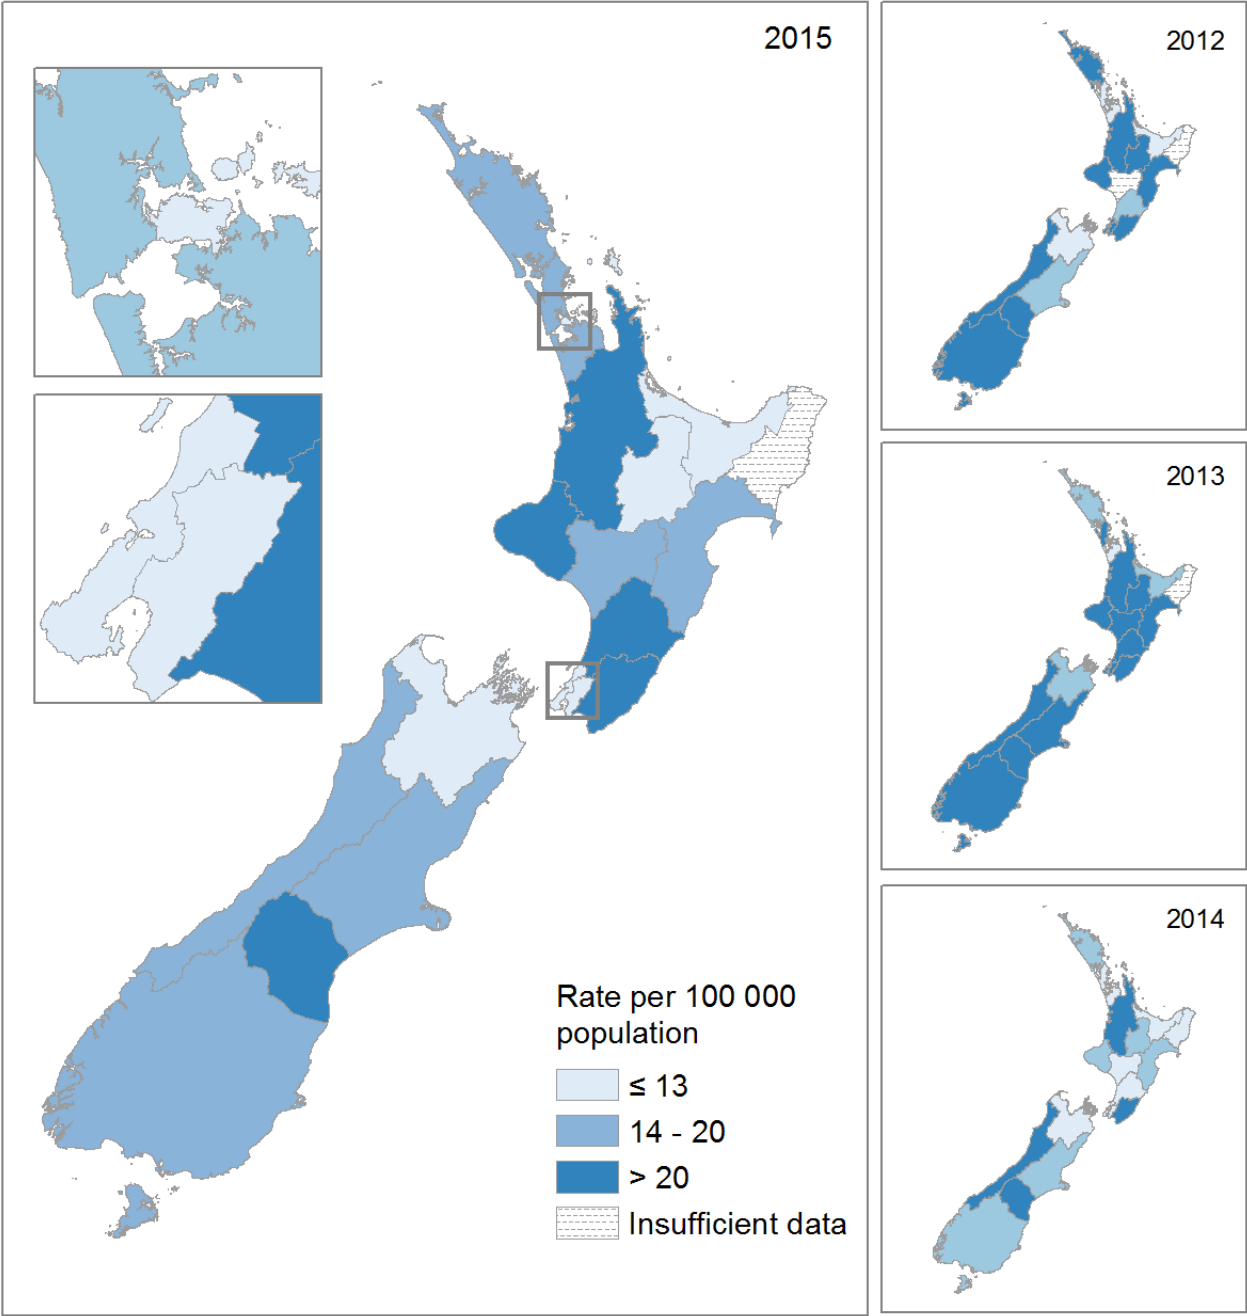 2015
2012
2013
2014
Rate per 100 000
population
≤ 13
14 - 20
> 20
Insufficient data